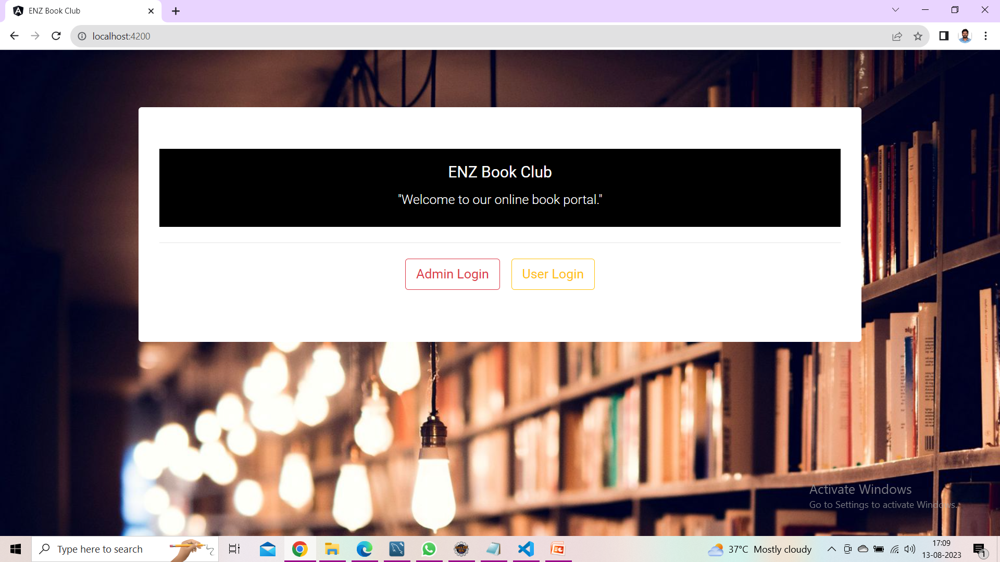 ENZ Book Club
localhost:4200
ENZ Book Club
"Welcome to our online book portal."
Admin Login
User Login
Activate Windows
Go to Settings to activate Windows.
Type here to search
37°C Mostly cloudy
17:09
13-08-2023
1